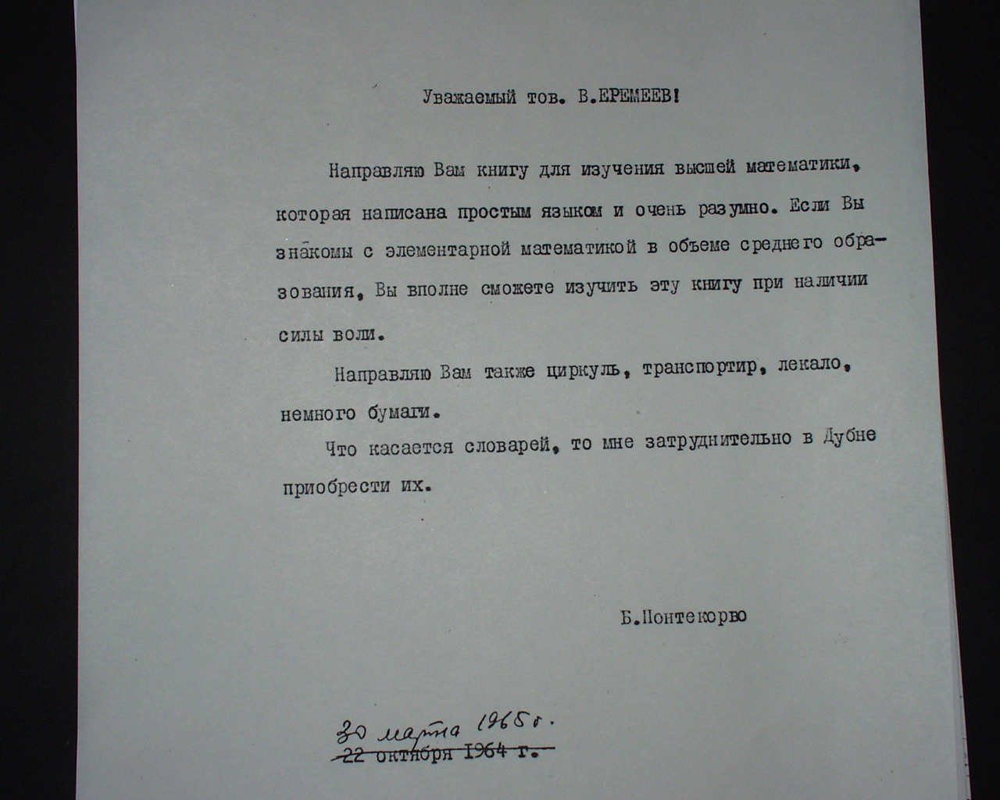 Уважаемый тов. В.ЕРЕМЕЕВ!
Направляю Вам книгу для изучения высшей математики,
которая написана простым языком и очень разумно. Если Вы
знакомы с элементарной математикой в объеме среднего обра-
зования, Вы вполне сможете изучить эту книгу при наличии
силы воли.
Направляю Вам также циркуль, транспортир, лекало,
немного бумаги.
Что касается словарей, то мне затруднительно в Дубне
приобрести их.
Б.Понтекорво
30 марта 1965 г.
22 октября 1964 г.